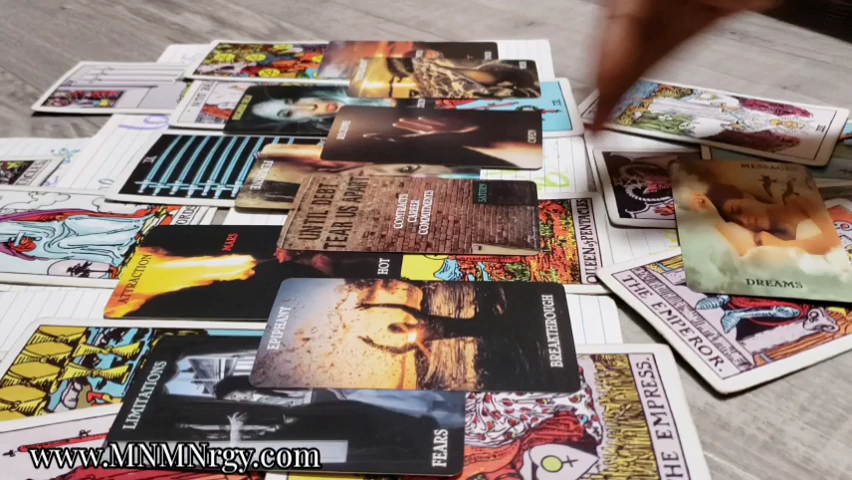 OPEN
UNTIL DEBT
TEAR US APART
CONTRACTS
CAREER
COMMITMENTS
SATURN
QUEEN of PENTACLES
MESSAGES
DREAMS
THE EMPEROR.
ATTRACTION
MARS
HOT
EPIPHANY
BREAKTHROUGH
LIMITATIONS
FEARS
THE EMPRESS.
www.MNMNrgy.com